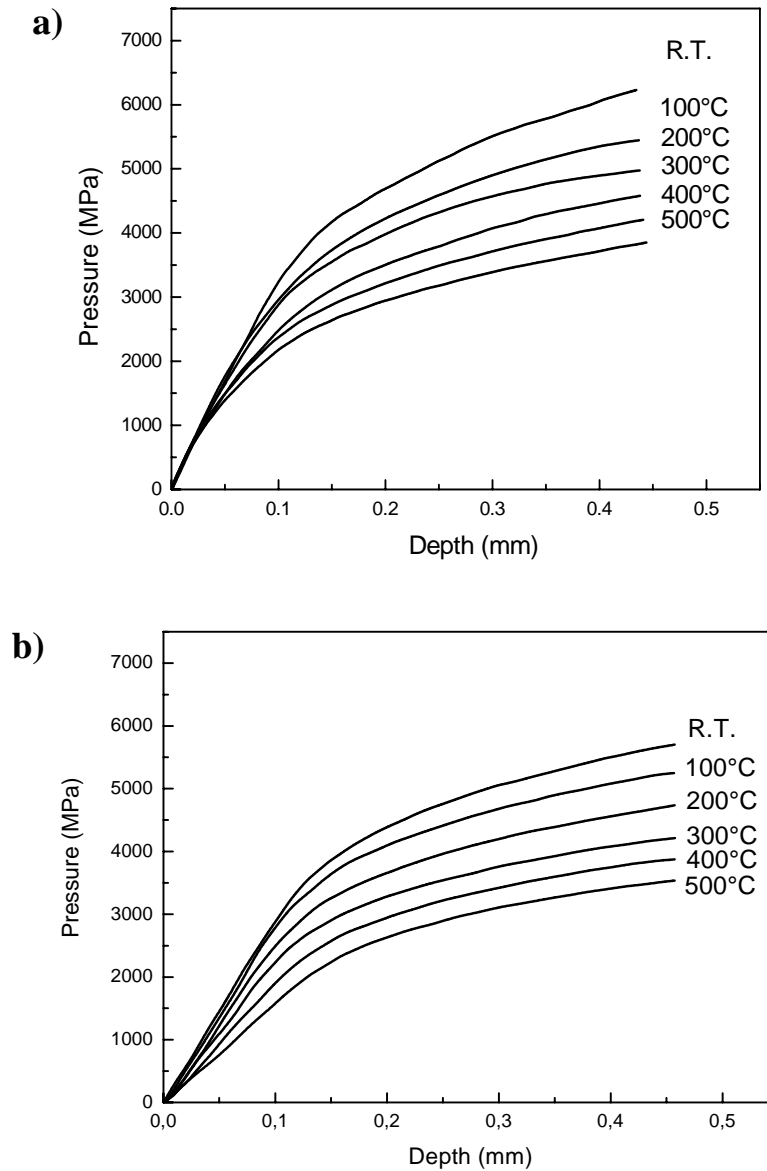 a)
7000
6000
5000
4000
3000
2000
1000
0
Pressure (MPa)
R.T.
100°C
200°C
300°C
400°C
500°C
0.0 0.1 0.2 0.3 0.4 0.5
Depth (mm)
b)
7000
6000
5000
4000
3000
2000
1000
0
Pressure (MPa)
R.T.
100°C
200°C
300°C
400°C
500°C
0,0 0,1 0,2 0,3 0,4 0,5
Depth (mm)